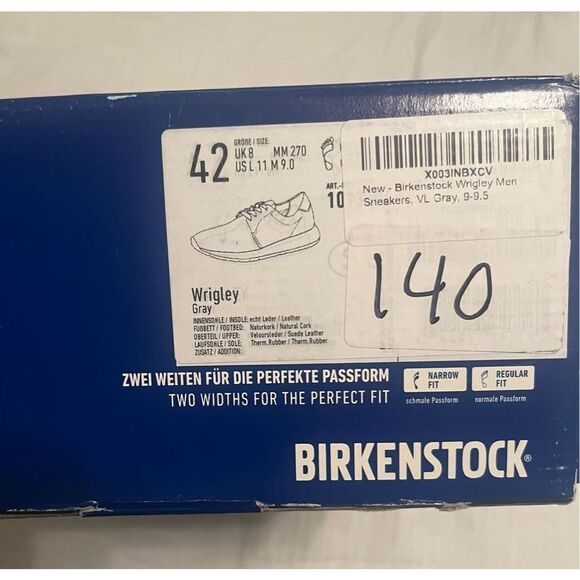 42
GRÖßE / SIZE
UK 8 MM 270
US L 11 M 9.0
ART.-
10
X003INBXCV
New - Birkenstock Wrigley Men
Sneakers, VL Gray, 9-9.5
140
Wrigley
Gray
INNENSOHLE / INSOLE: echt Leder / Leather
FUßBETT / FOOTBED: Naturkork / Natural Cork
OBERTEIL / UPPER: Veloursleder / Suede Leather
LAUFSOHLE / SOLE: Therm.Rubber / Therm.Rubber
ZUSATZ / ADDITION:
ZWEI WEITEN FÜR DIE PERFEKTE PASSFORM
TWO WIDTHS FOR THE PERFECT FIT
NARROW
FIT
schmale Passform
REGULAR
FIT
normale Passform
BIRKENSTOCK®